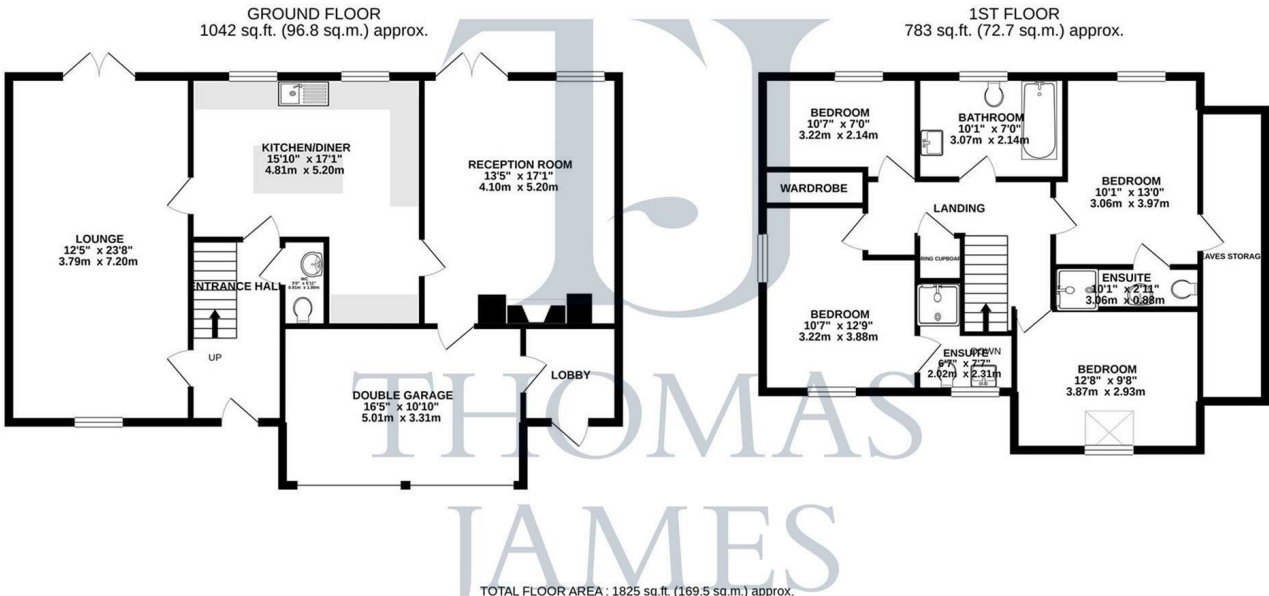 GROUND FLOOR
1042 sq.ft. (96.8 sq.m.) approx.
LOUNGE
12'5" x 23'8"
3.79m x 7.20m
KITCHEN/DINER
15'10" x 17'1"
4.81m x 5.20m
RECEPTION ROOM
13'5" x 17'1"
4.10m x 5.20m
ENTRANCE HALL
UP
WC
DOUBLE GARAGE
16'5" x 10'10"
5.01m x 3.31m
LOBBY
1ST FLOOR
783 sq.ft. (72.7 sq.m.) approx.
BEDROOM
10'7" x 7'0"
3.22m x 2.14m
BATHROOM
10'1" x 7'0"
3.07m x 2.14m
BEDROOM
10'1" x 13'0"
3.06m x 3.97m
WARDROBE
LANDING
RING CUPBOAR
EAVES STORAG
ENSUITE
10'1" x 2'11"
3.06m x 0.88m
BEDROOM
10'7" x 12'9"
3.22m x 3.88m
ENSUITE
6'7" x 7'7"
2.02m x 2.31m
DOWN
BEDROOM
12'8" x 9'8"
3.87m x 2.93m
TJ
THOMAS
JAMES
TOTAL FLOOR AREA : 1825 sq.ft. (169.5 sq.m.) approx.